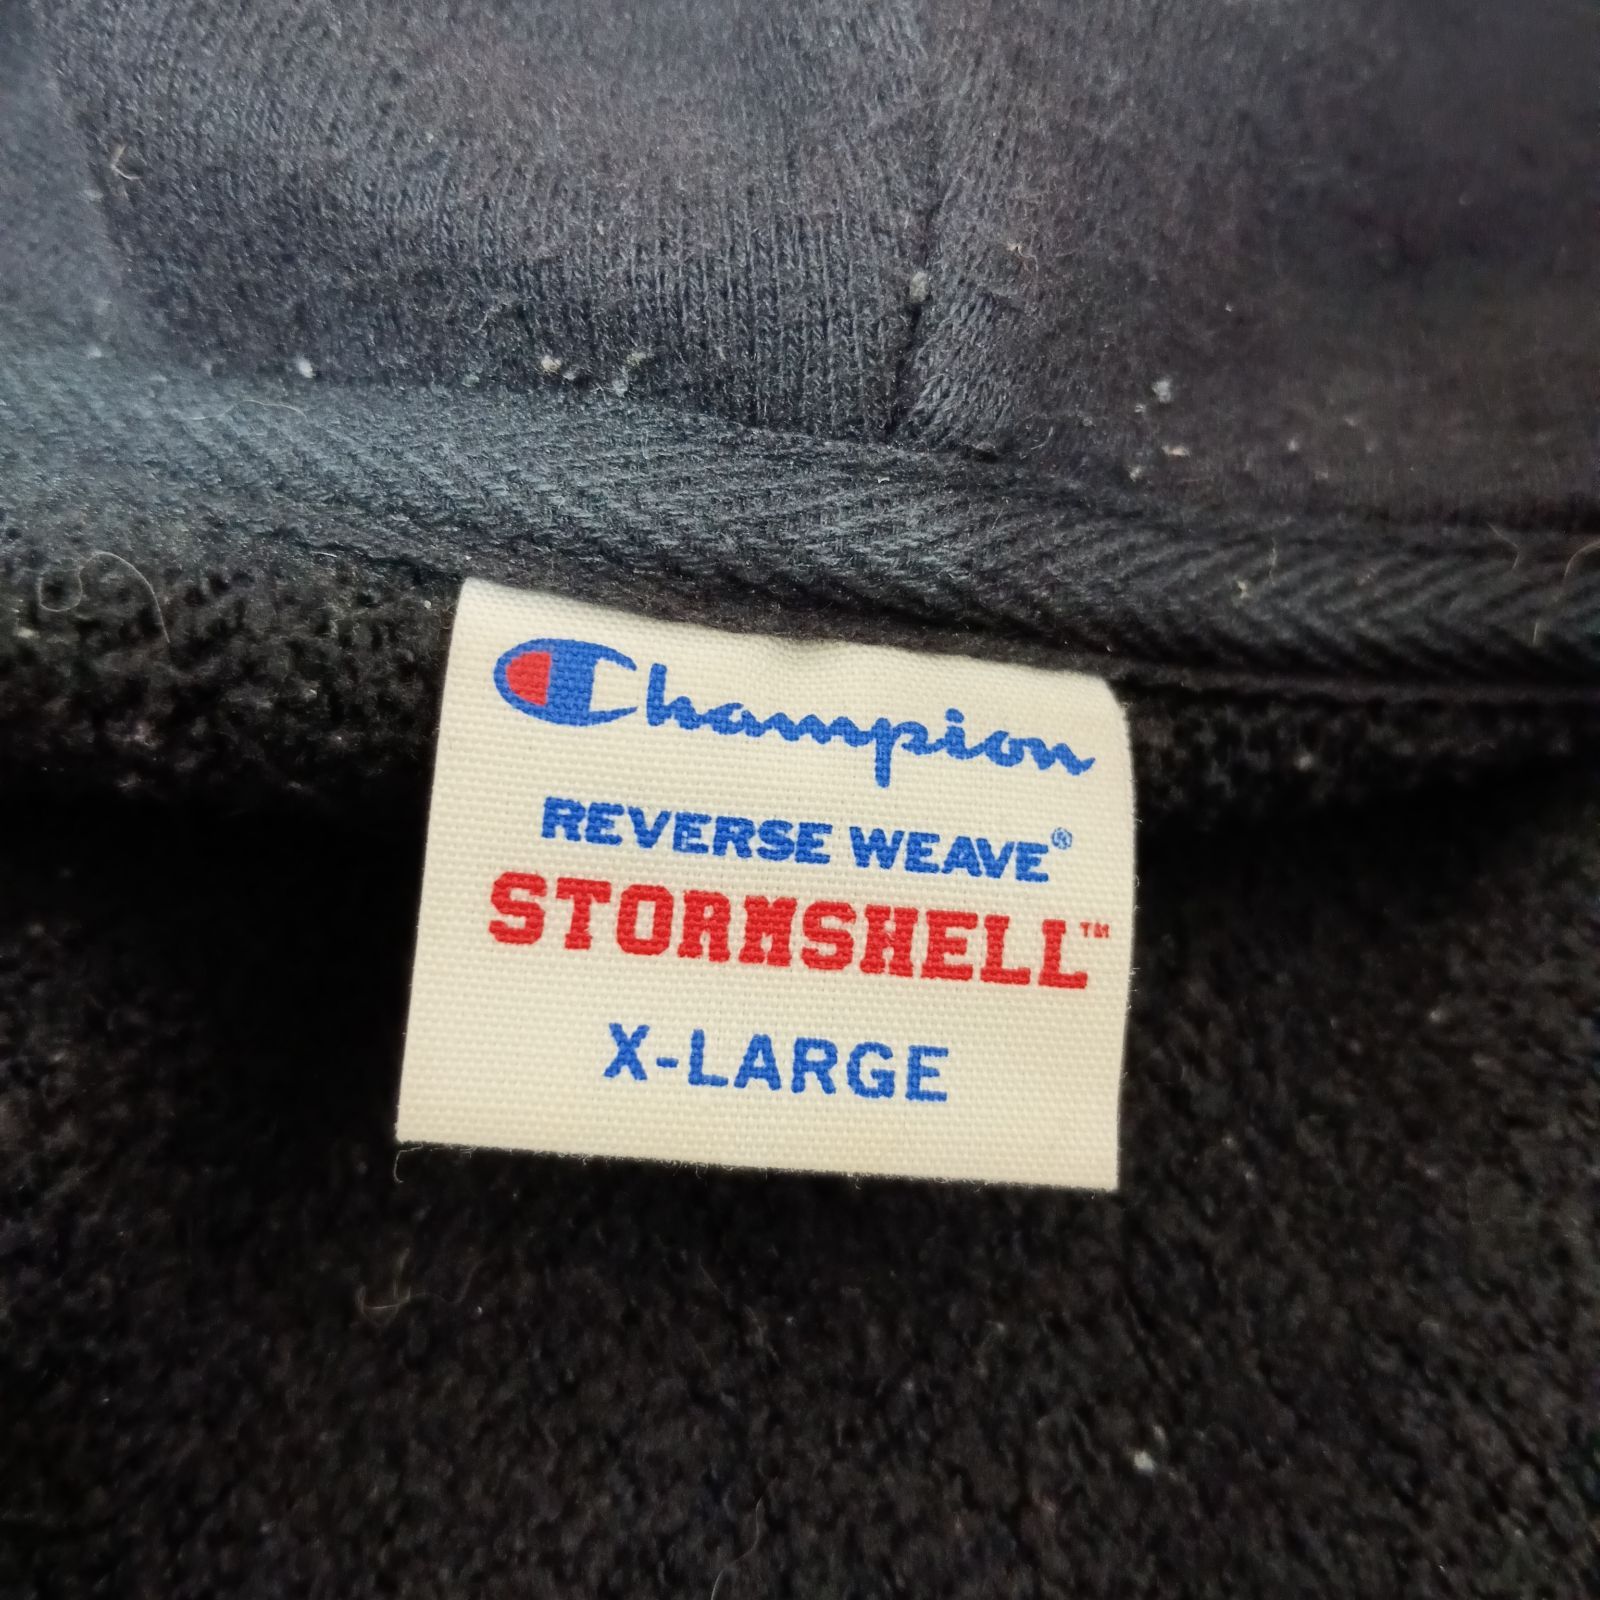 Champion
REVERSE WEAVE®
STORMSHELL™
X-LARGE